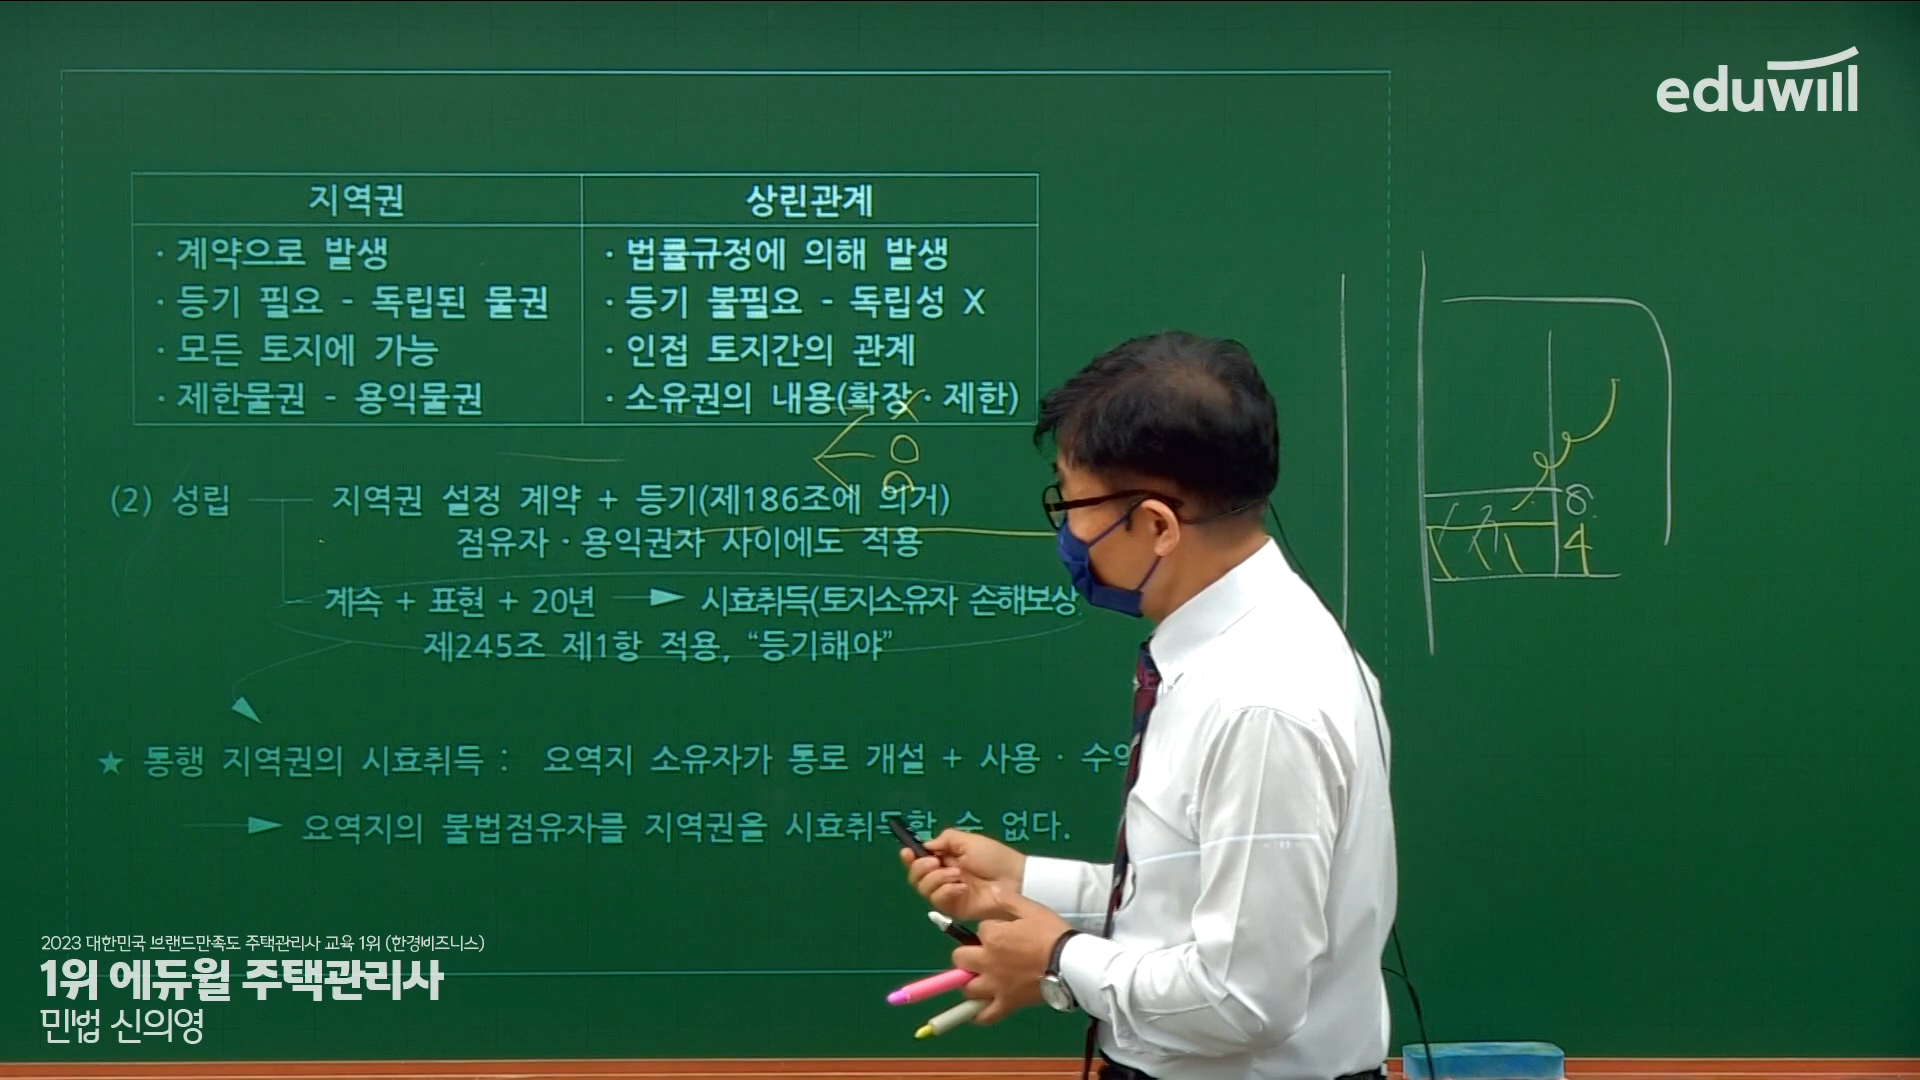 eduwill
지역권 상린관계
· 계약으로 발생 · 법률규정에 의해 발생
· 등기 필요 - 독립된 물권 · 등기 불필요 - 독립성 X
· 모든 토지에 가능 · 인접 토지간의 관계
· 제한물권 - 용익물권 · 소유권의 내용(확장 · 제한)
X
O
(2) 성립 지역권 설정 계약 + 등기(제186조에 의거)
점유자 · 용익권자 사이에도 적용
8
4
계속 + 표현 + 20년 시효취득(토지소유자 손해보상
제245조 제1항 적용, “등기해야”
★ 통행 지역권의 시효취득 : 요역지 소유자가 통로 개설 + 사용 ·
요역지의 불법점유자를 지역권을 시효취득할 수 없다.
2023 대한민국 브랜드만족도 주택관리사 교육 1위 (한경비즈니스)
1위 에듀윌 주택관리사
민법 신의영